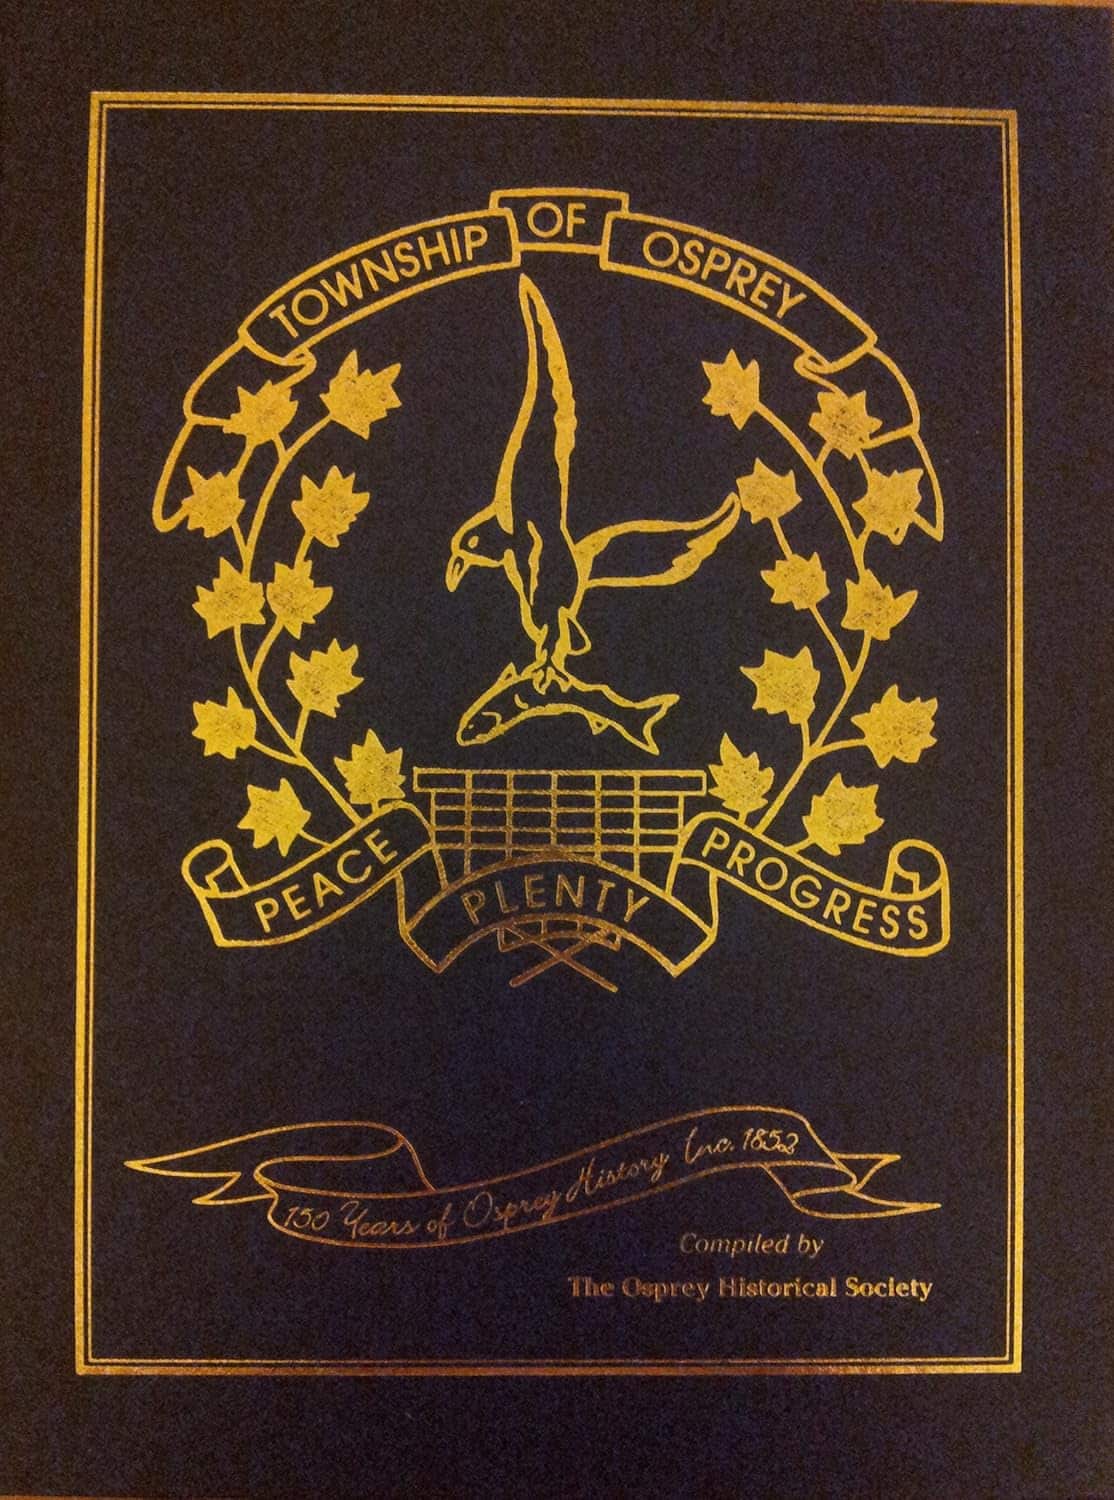 TOWNSHIP OF OSPREY
PEACE PLENTY PROGRESS
150 Years of Osprey History Inc. 1852
Compiled by
The Osprey Historical Society